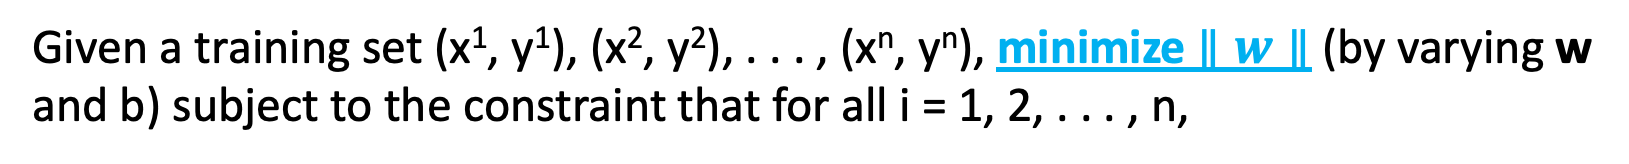 Given a training set (x¹, y¹), (x², y²), . . . , (xⁿ, yⁿ), minimize ‖ w ‖ (by varying w
and b) subject to the constraint that for all i = 1, 2, . . . , n,